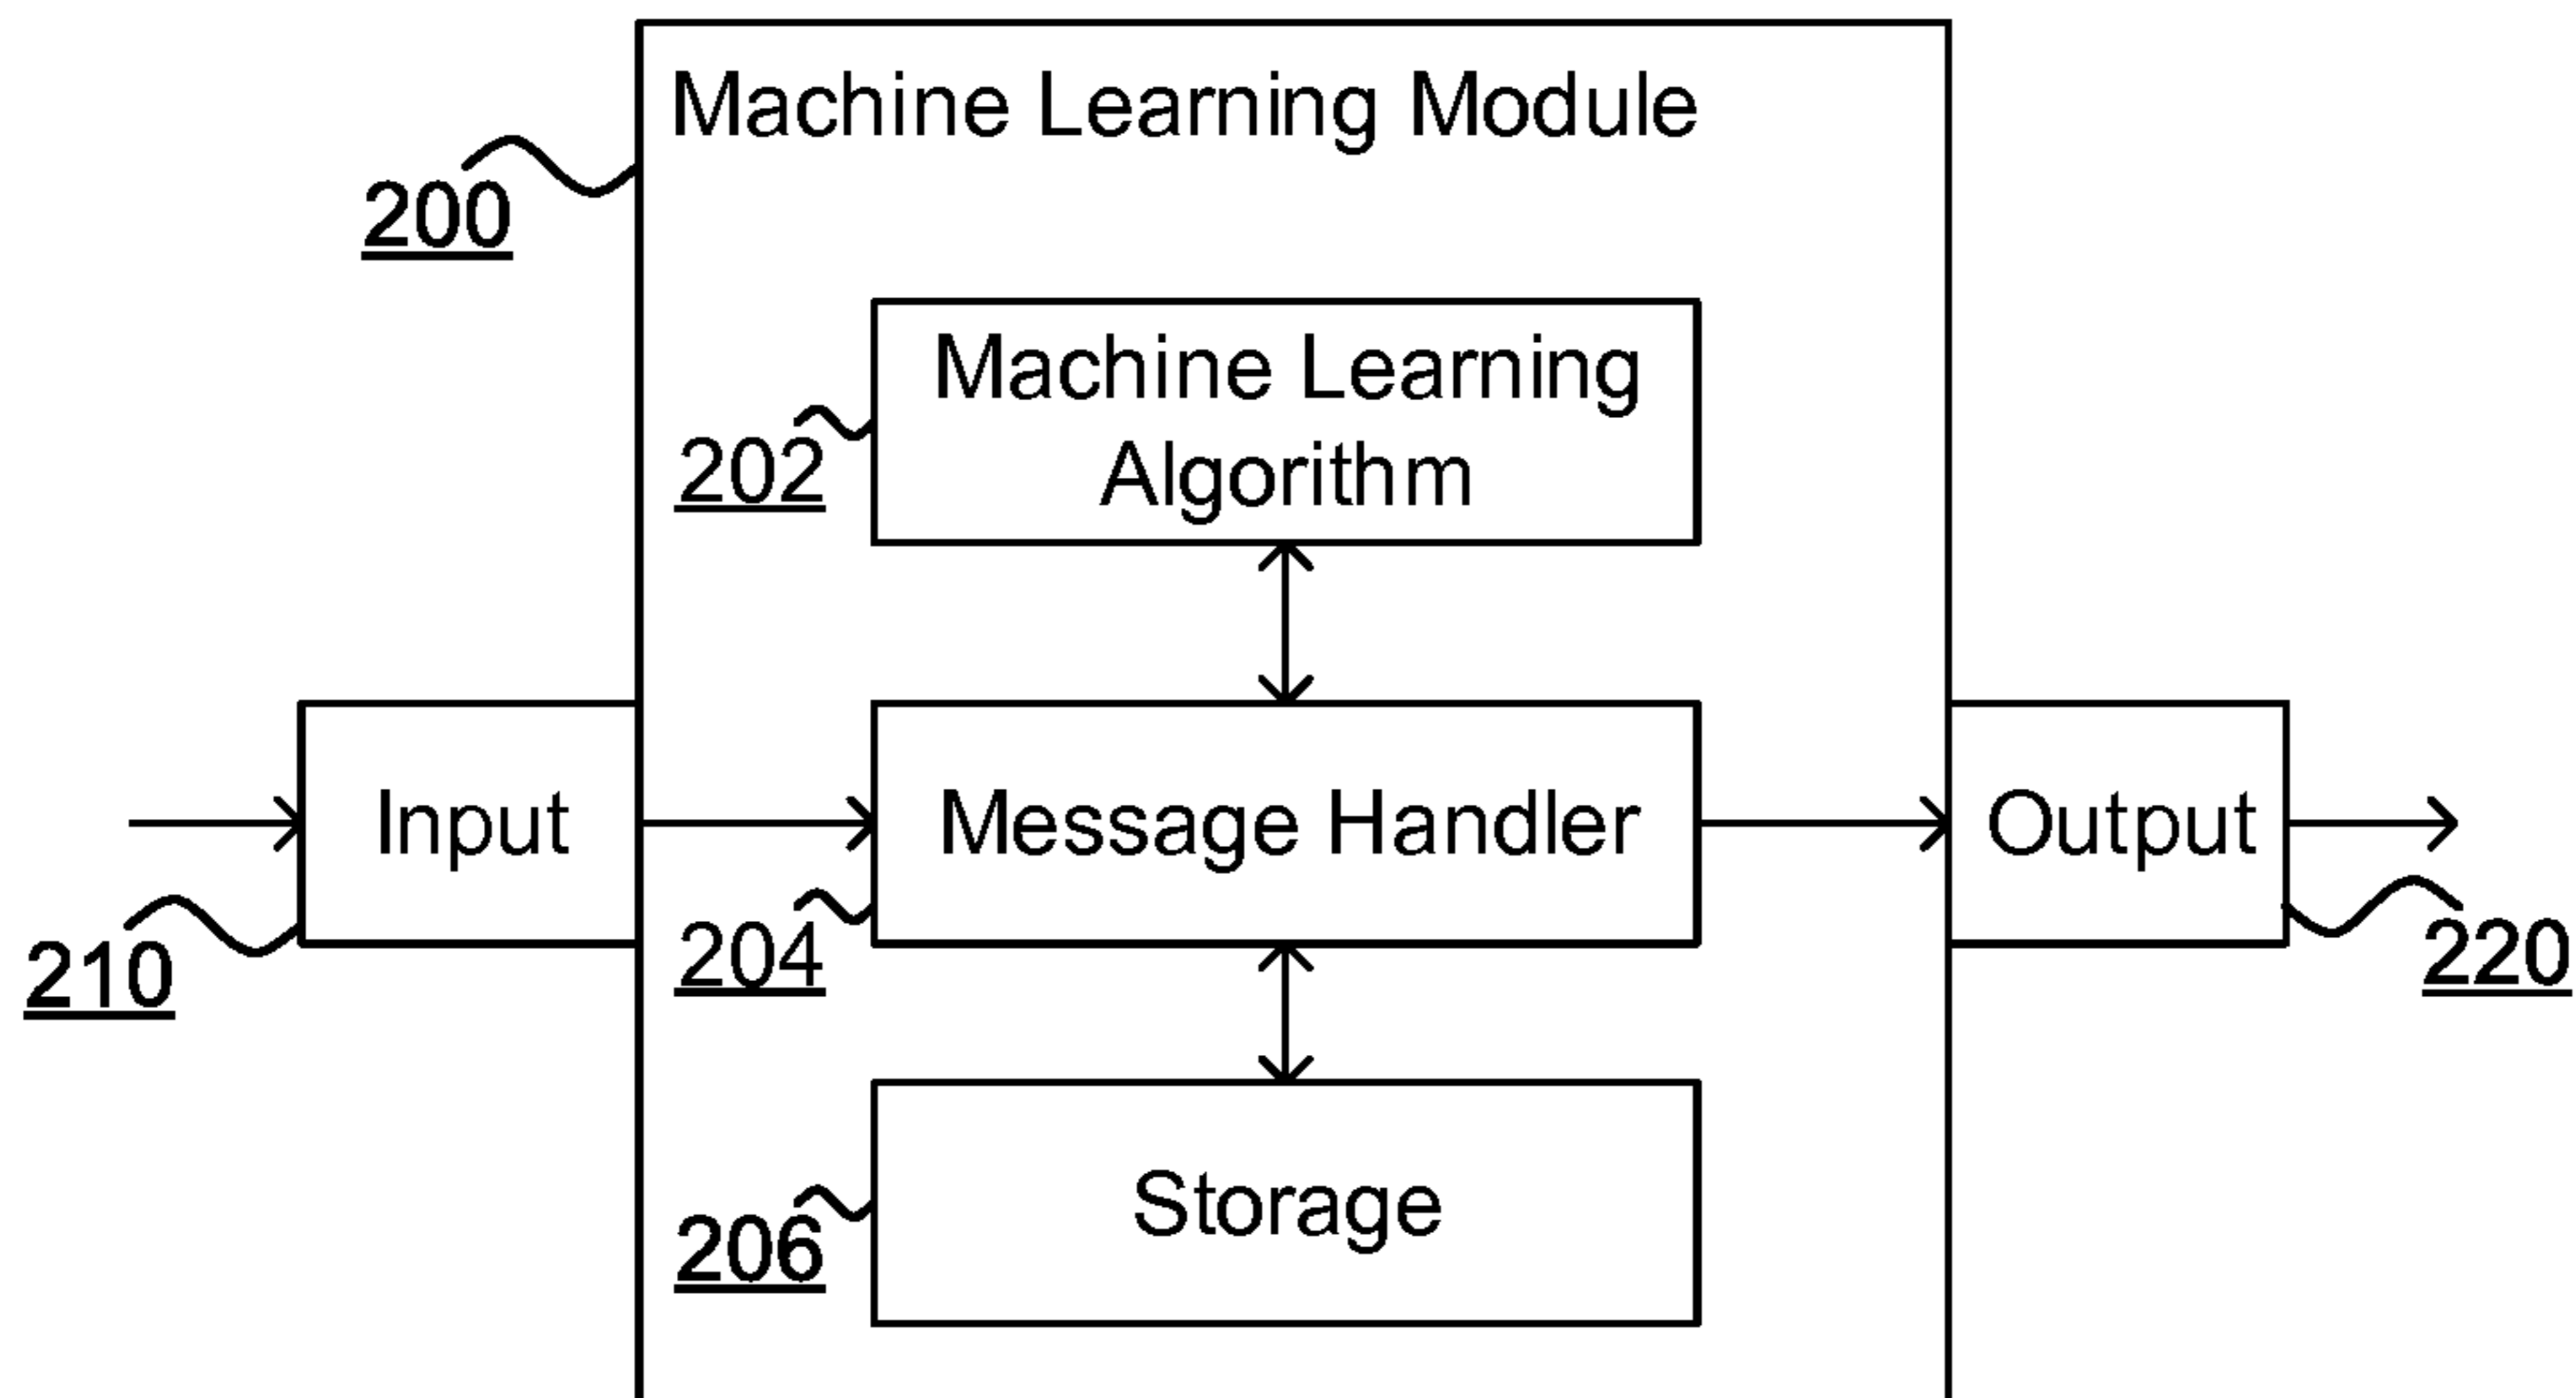 Machine Learning Module
200
Machine Learning
Algorithm
202
Input
Message Handler
Output
210
204
220
Storage
206